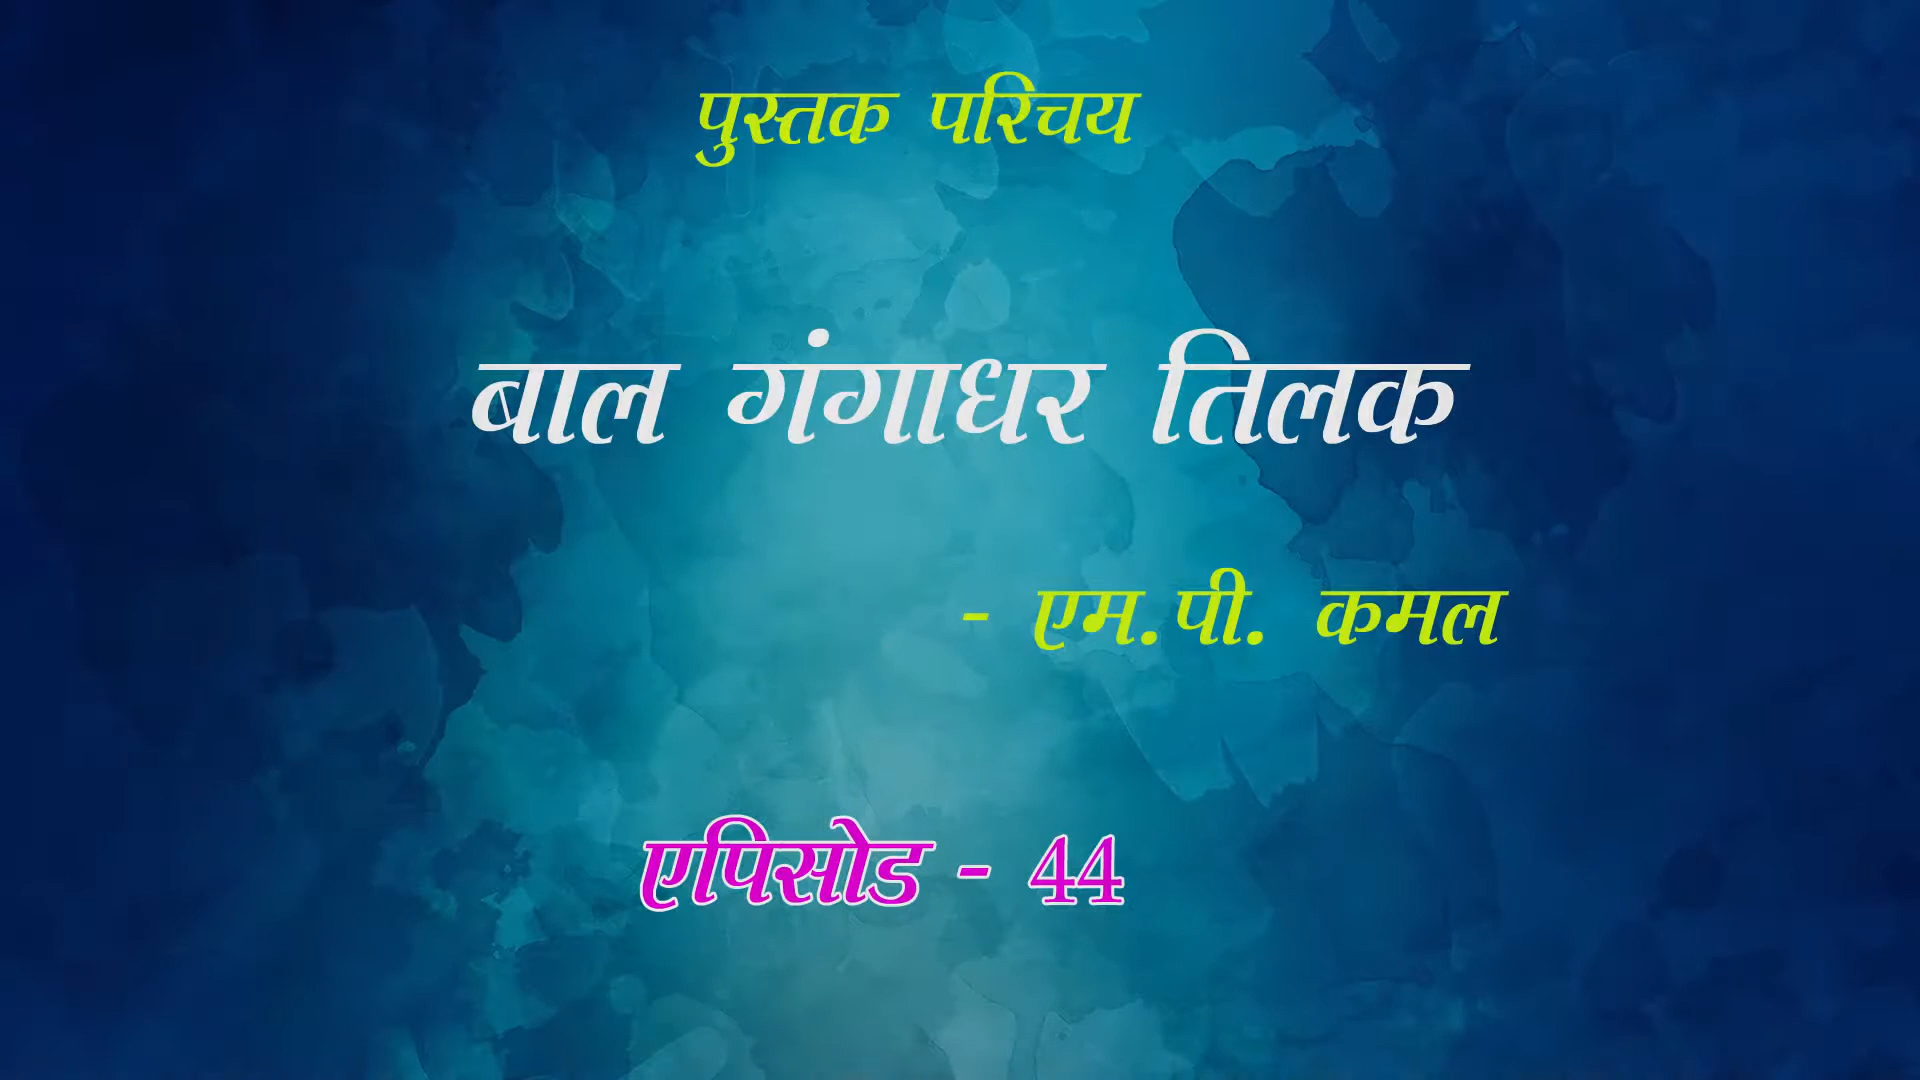 पुस्तक परिचय
बाल गंगाधर तिलक
- एम.पी. कमल
एपिसोड - 44